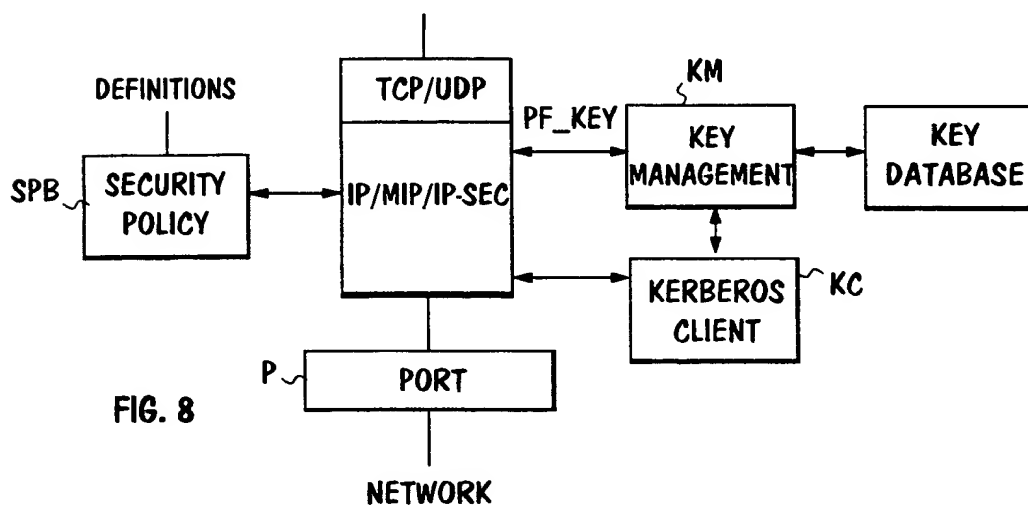 DEFINITIONS
SPB
SECURITY
POLICY
TCP/UDP
IP/MIP/IP-SEC
PF_KEY
KM
KEY
MANAGEMENT
KEY
DATABASE
KERBEROS
CLIENT
KC
P
PORT
FIG. 8
NETWORK